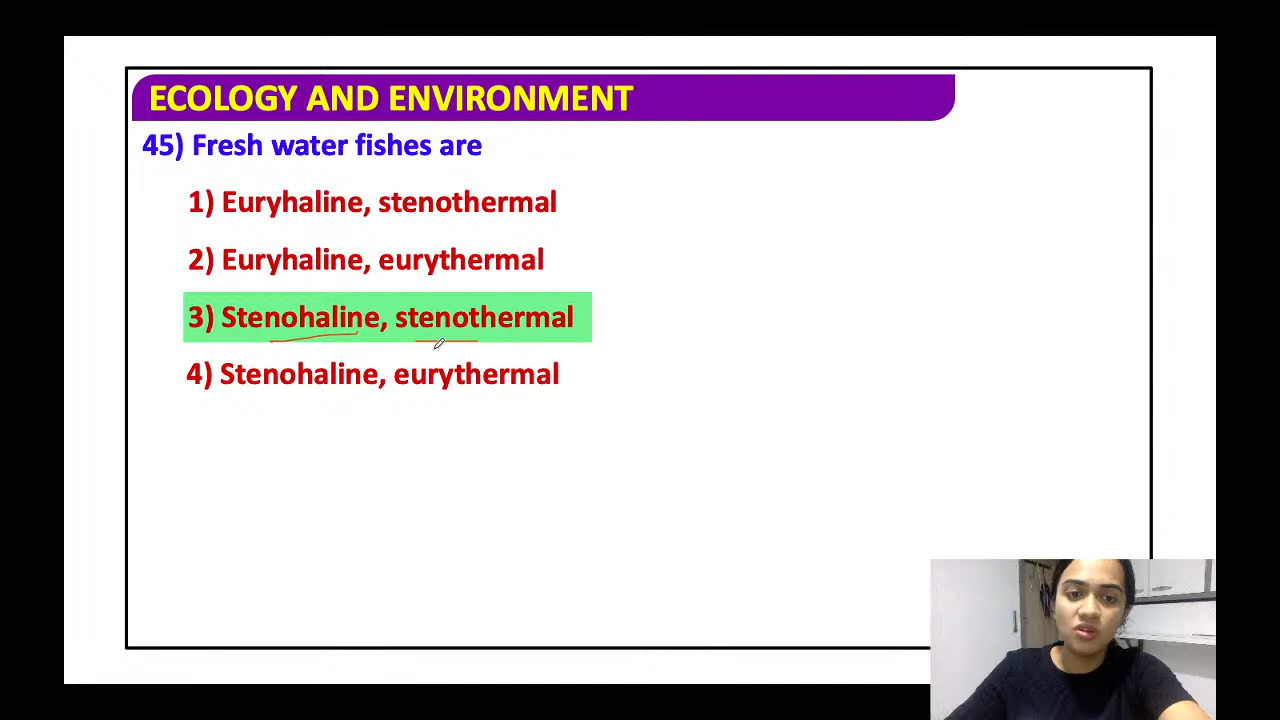 ECOLOGY AND ENVIRONMENT
45) Fresh water fishes are
1) Euryhaline, stenothermal
2) Euryhaline, eurythermal
3) Stenohaline, stenothermal
4) Stenohaline, eurythermal